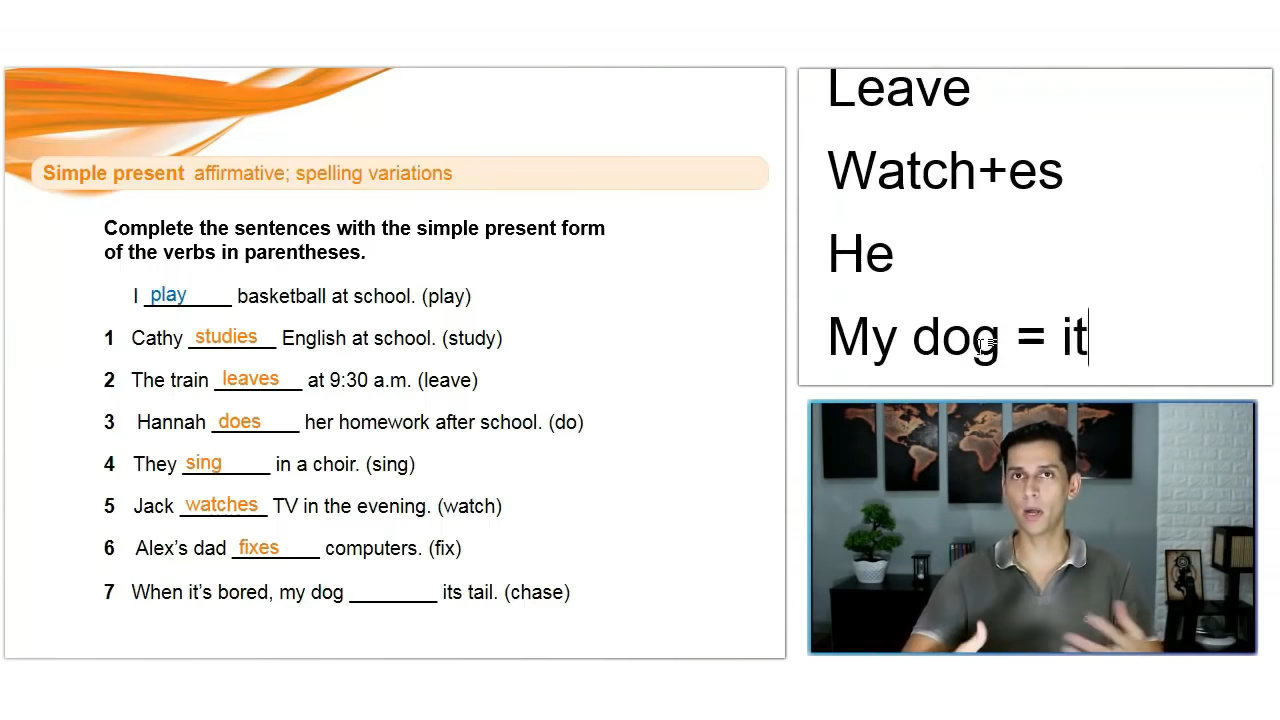 Simple present affirmative; spelling variations
Complete the sentences with the simple present form
of the verbs in parentheses.
I play basketball at school. (play)
1 Cathy studies English at school. (study)
2 The train leaves at 9:30 a.m. (leave)
3 Hannah does her homework after school. (do)
4 They sing in a choir. (sing)
5 Jack watches TV in the evening. (watch)
6 Alex’s dad fixes computers. (fix)
7 When it’s bored, my dog ________ its tail. (chase)
Leave
Watch+es
He
My dog = it